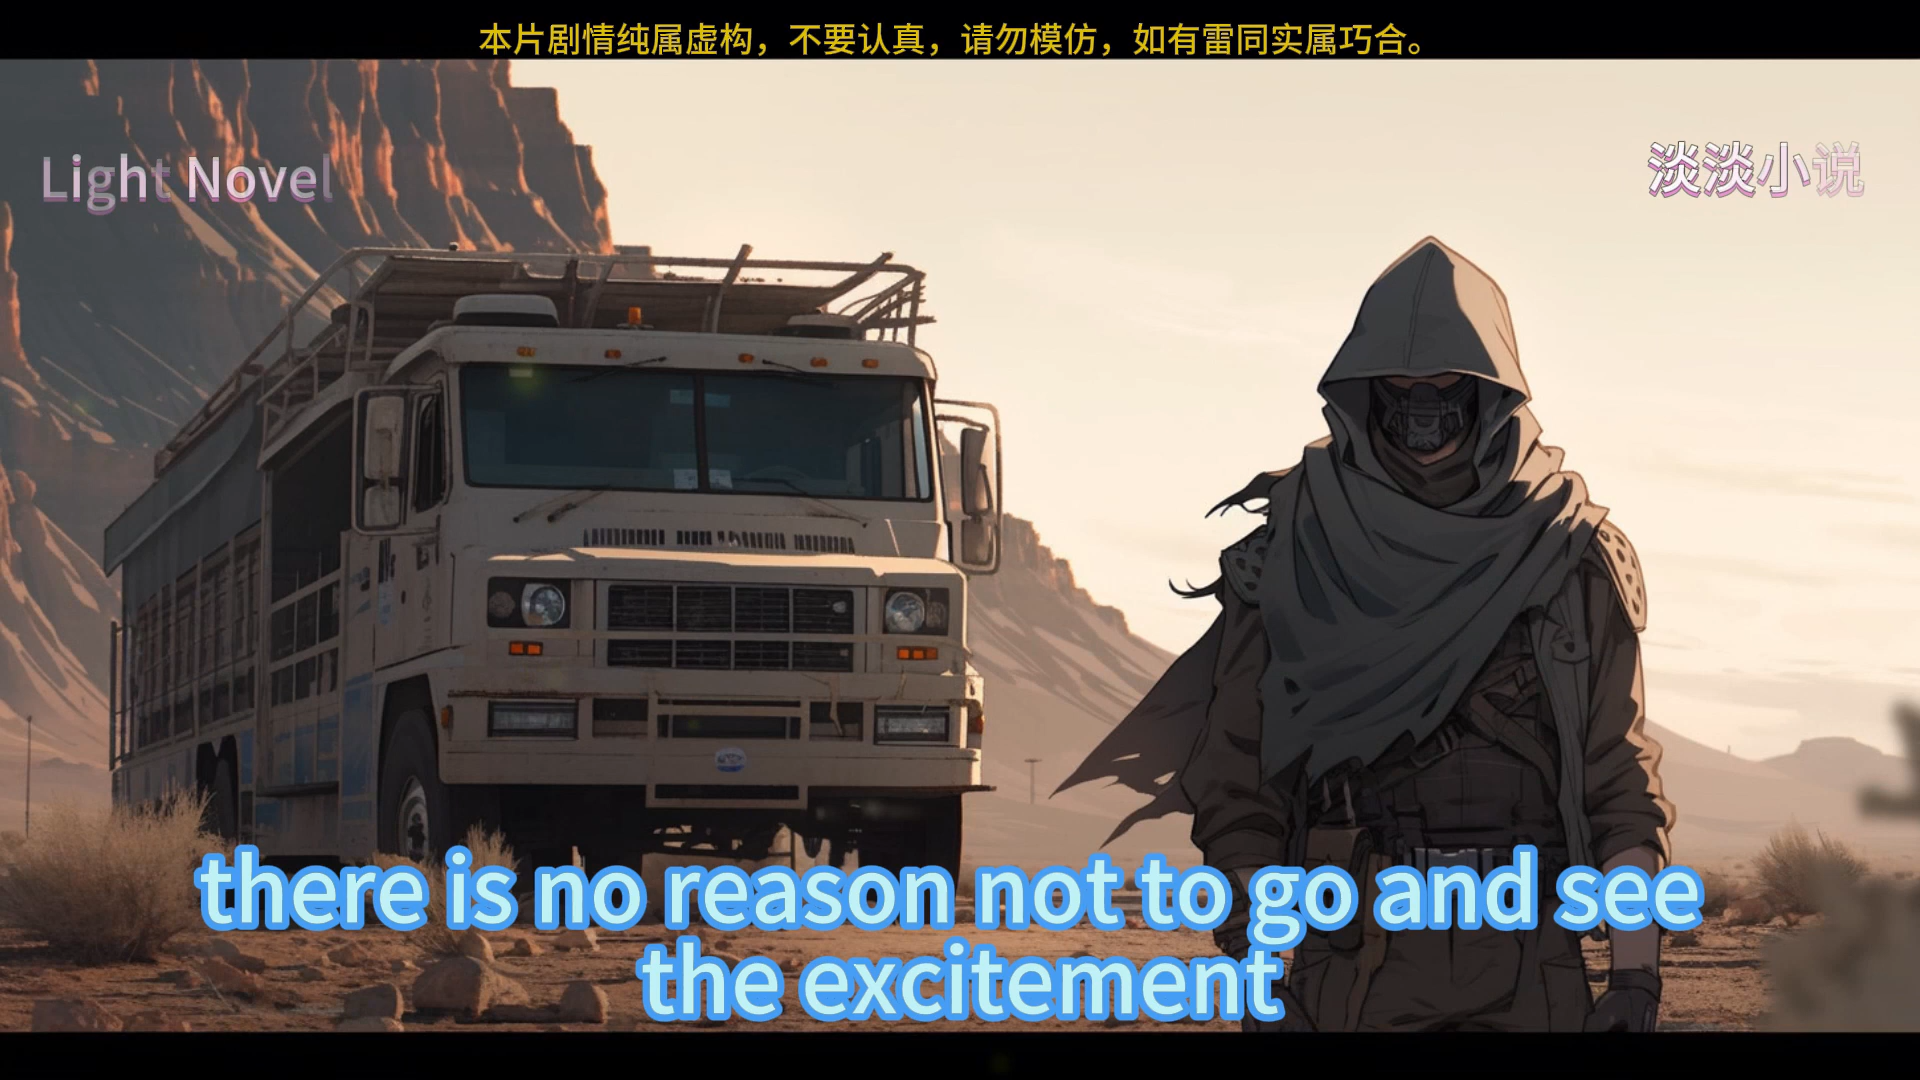 本片剧情纯属虚构，不要认真，请勿模仿，如有雷同实属巧合。
Light Novel
淡淡小说
there is no reason not to go and see
the excitement